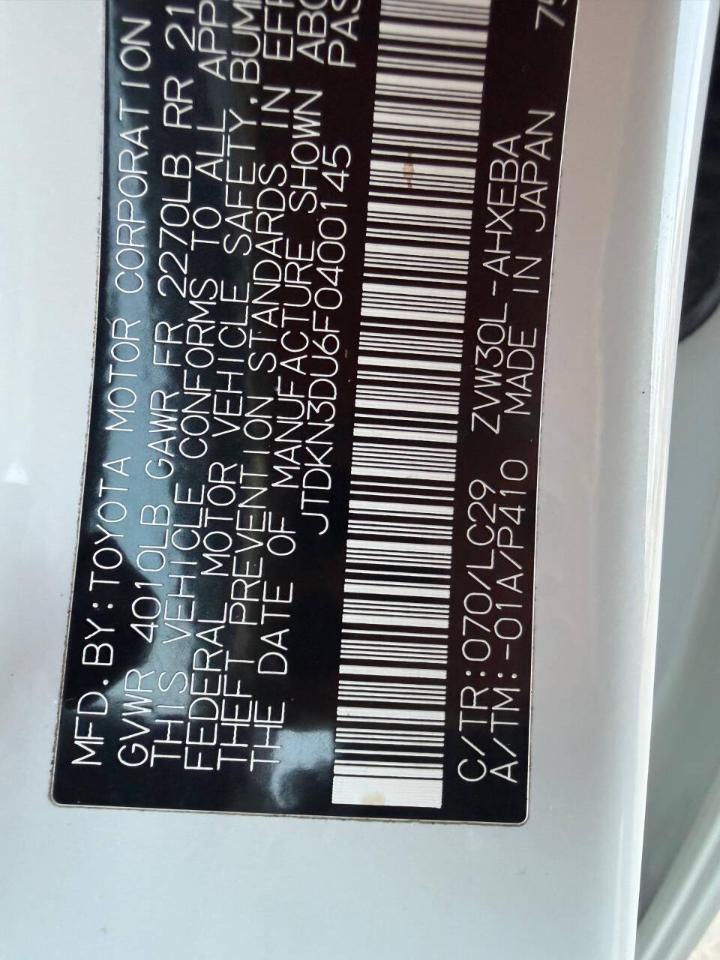 MFD.BY:TOYOTA MOTOR CORPORATION
GVWR 4010LB GAWR FR 2270LB RR 21
THIS VEHICLE CONFORMS TO ALL APP
FEDERAL MOTOR VEHICLE SAFETY,BUM
THEFT PREVENTION STANDARDS IN EFF
THE DATE OF MANUFACTURE SHOWN ABO
JTDKN3DU6F0400145 PAS
C/TR:070/LC29 ZVW30L-AHXEBA 75
A/TM:-01A/P410 MADE IN JAPAN